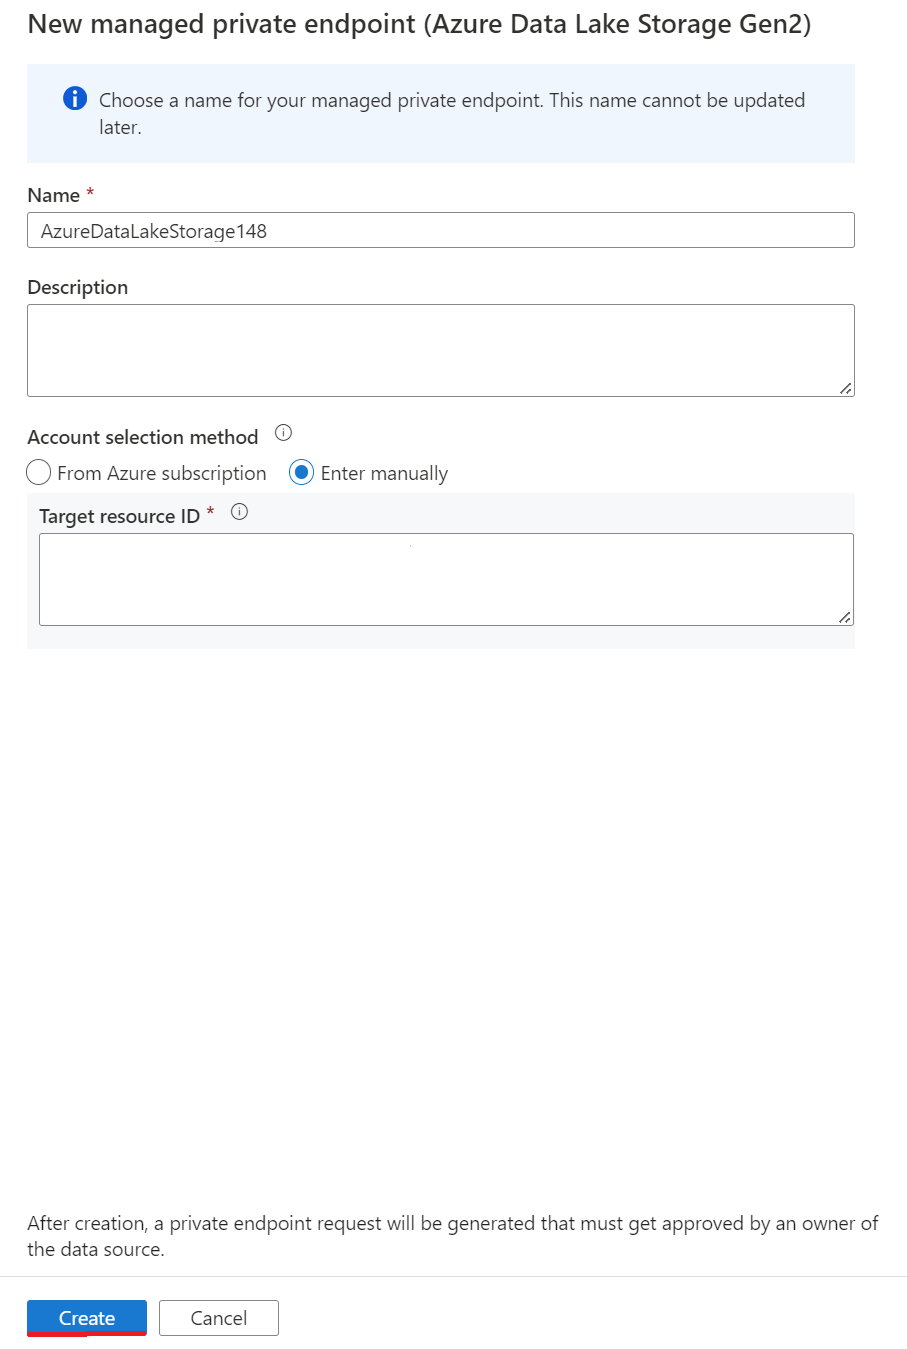 New managed private endpoint (Azure Data Lake Storage Gen2)
Choose a name for your managed private endpoint. This name cannot be updated
later.
Name *
AzureDataLakeStorage148
Description
Account selection method
From Azure subscription
Enter manually
Target resource ID *
After creation, a private endpoint request will be generated that must get approved by an owner of
the data source.
Create
Cancel